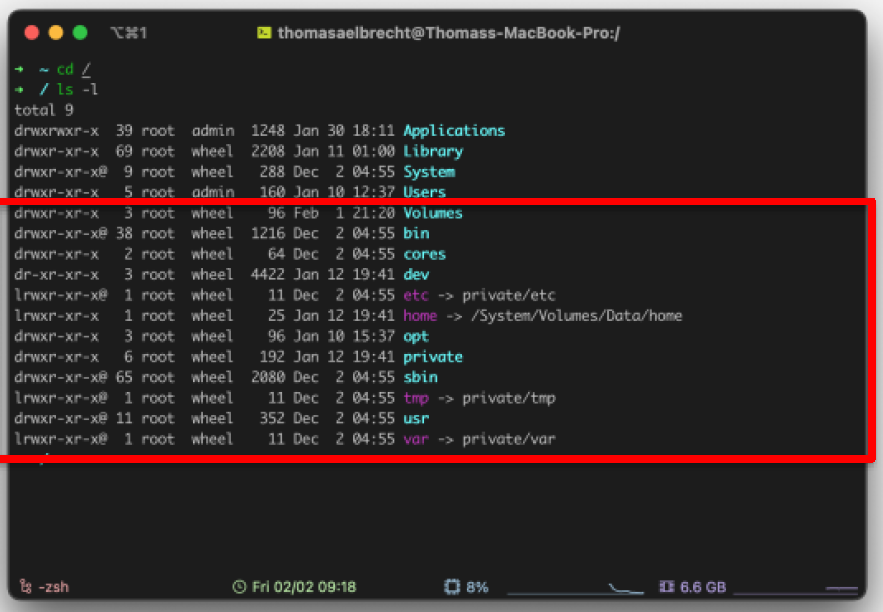 ⌥⌘1 thomasaelbrecht@Thomass-MacBook-Pro:/
→ ~ cd /
→ / ls -l
total 9
drwxrwxr-x 39 root admin 1248 Jan 30 18:11 Applications
drwxr-xr-x 69 root wheel 2208 Jan 11 01:00 Library
drwxr-xr-x@ 9 root wheel 288 Dec 2 04:55 System
drwxr-xr-x 5 root admin 160 Jan 10 12:37 Users
drwxr-xr-x 3 root wheel 96 Feb 1 21:20 Volumes
drwxr-xr-x@ 38 root wheel 1216 Dec 2 04:55 bin
drwxr-xr-x 2 root wheel 64 Dec 2 04:55 cores
dr-xr-xr-x 3 root wheel 4422 Jan 12 19:41 dev
lrwxr-xr-x@ 1 root wheel 11 Dec 2 04:55 etc -> private/etc
lrwxr-xr-x 1 root wheel 25 Jan 12 19:41 home -> /System/Volumes/Data/home
drwxr-xr-x 3 root wheel 96 Jan 10 15:37 opt
drwxr-xr-x 6 root wheel 192 Jan 12 19:41 private
drwxr-xr-x@ 65 root wheel 2080 Dec 2 04:55 sbin
lrwxr-xr-x@ 1 root wheel 11 Dec 2 04:55 tmp -> private/tmp
drwxr-xr-x@ 11 root wheel 352 Dec 2 04:55 usr
lrwxr-xr-x@ 1 root wheel 11 Dec 2 04:55 var -> private/var
-zsh Fri 02/02 09:18 8% 6.6 GB